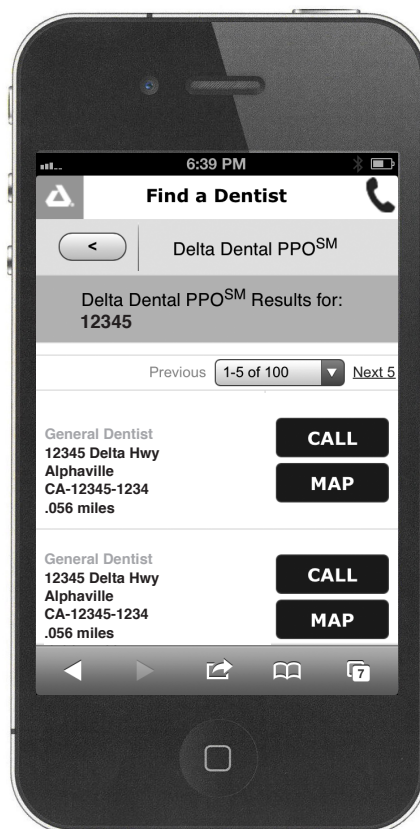 6:39 PM
Find a Dentist
<
Delta Dental PPOSM
Delta Dental PPOSM Results for:
12345
Previous 1-5 of 100 Next 5
General Dentist
12345 Delta Hwy
Alphaville
CA-12345-1234
.056 miles
CALL
MAP
General Dentist
12345 Delta Hwy
Alphaville
CA-12345-1234
.056 miles
CALL
MAP
7